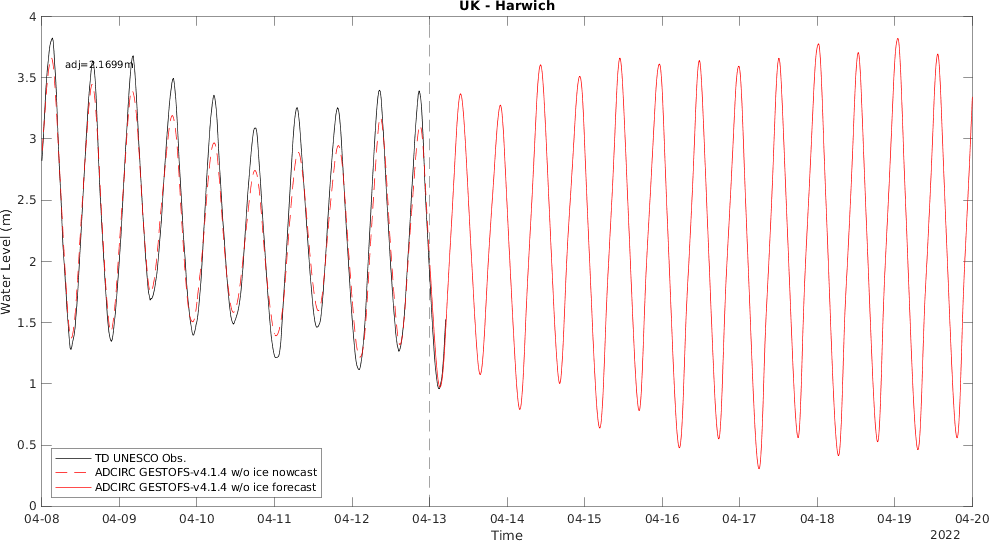 UK - Harwich
4
3.5
3
2.5
2
1.5
1
0.5
0
Water Level (m)
adj=2.1699m
TD UNESCO Obs.
ADCIRC GESTOFS-v4.1.4 w/o ice nowcast
ADCIRC GESTOFS-v4.1.4 w/o ice forecast
04-08 04-09 04-10 04-11 04-12 04-13 04-14 04-15 04-16 04-17 04-18 04-19 04-20
Time
2022